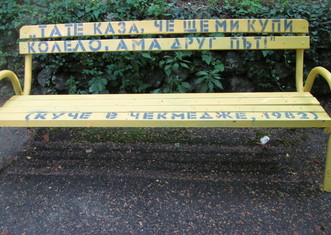 "ТАТЕ КАЗА, ЧЕ ЩЕ МИ КУПИ
КОЛЕЛО, АМА ДРУГ ПЪТ!"
(КУЧЕ В ЧЕКМЕДЖЕ, 1982)